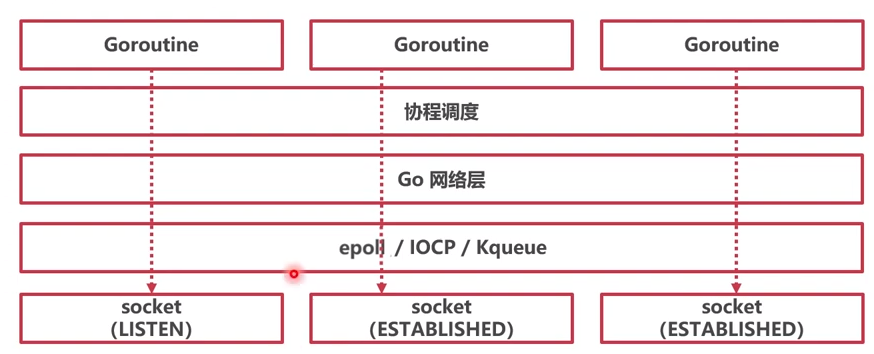 Goroutine
Goroutine
Goroutine
协程调度
Go 网络层
epoll / IOCP / Kqueue
socket
(LISTEN)
socket
(ESTABLISHED)
socket
(ESTABLISHED)